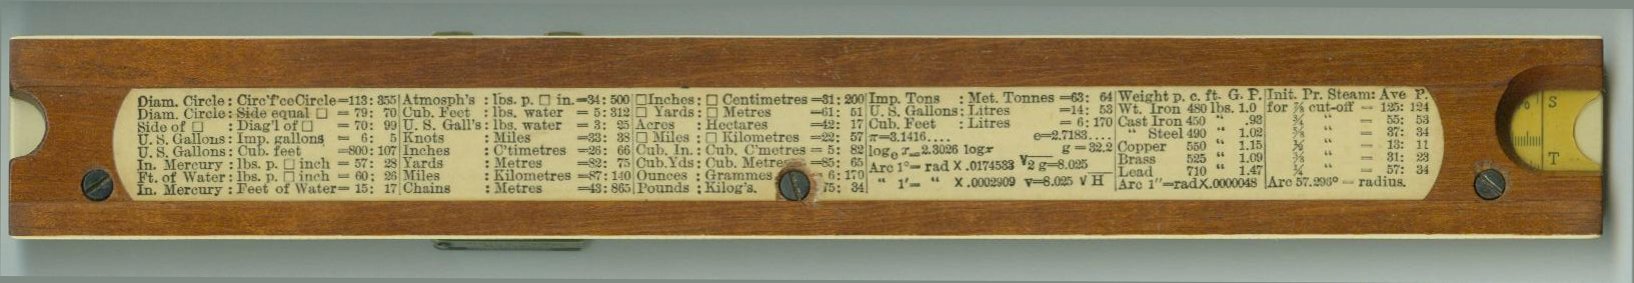 Diam. Circle : Circ'f'ceCircle=113: 355
Diam. Circle : Side equal □ = 79: 70
Side of □ : Diag'l of □ = 70: 99
U. S. Gallons: Imp. gallons = 6: 5
U. S. Gallons: Cub. feet =800: 107
In. Mercury : lbs. p. □ inch = 57: 28
Ft. of Water: lbs. p. □ inch = 60: 26
In. Mercury : Feet of Water= 15: 17
Atmosph's : lbs. p. □ in.=34: 500
Cub. Feet : lbs. water = 5: 312
U. S. Gall's : lbs. water = 3: 25
Knots : Miles =33: 38
Inches : C'timetres =26: 66
Yards : Metres =82: 75
Miles : Kilometres =87: 140
Chains : Metres =43: 865
□ Inches : □ Centimetres =31: 200
□ Yards : □ Metres =61: 51
Acres : Hectares =42: 17
□ Miles : □ Kilometres =22: 57
Cub. In. : Cub. C'metres = 5: 82
Cub.Yds : Cub. Metres =85: 65
Ounces : Grammes 6: 170
Pounds : Kilog's. 75: 34
Imp. Tons : Met. Tonnes =63: 64
U. S. Gallons : Litres =14: 53
Cub. Feet : Litres = 6: 170
π=3.1416.... e=2.7183....
logₑ x=2.3026 log x g = 32.2
Arc 1°= rad X .0174533 √2 g=8.025
" 1'= " X .0002909 v=8.025 √H
Weight p. c. ft. G. P.
Wt. Iron 480 lbs. 1.0
Cast Iron 450 " .93
" Steel 490 " 1.02
Copper 550 " 1.15
Brass 525 " 1.09
Lead 710 " 1.47
Arc 1"=rad X.0000048
Init. Pr. Steam: Ave P.
for ⅞ cut-off = 125: 124
¾ " = 55: 53
⅝ " = 37: 34
½ " = 13: 11
⅜ " = 31: 23
¼ " = 57: 34
Arc 57.296° = radius.
S
T